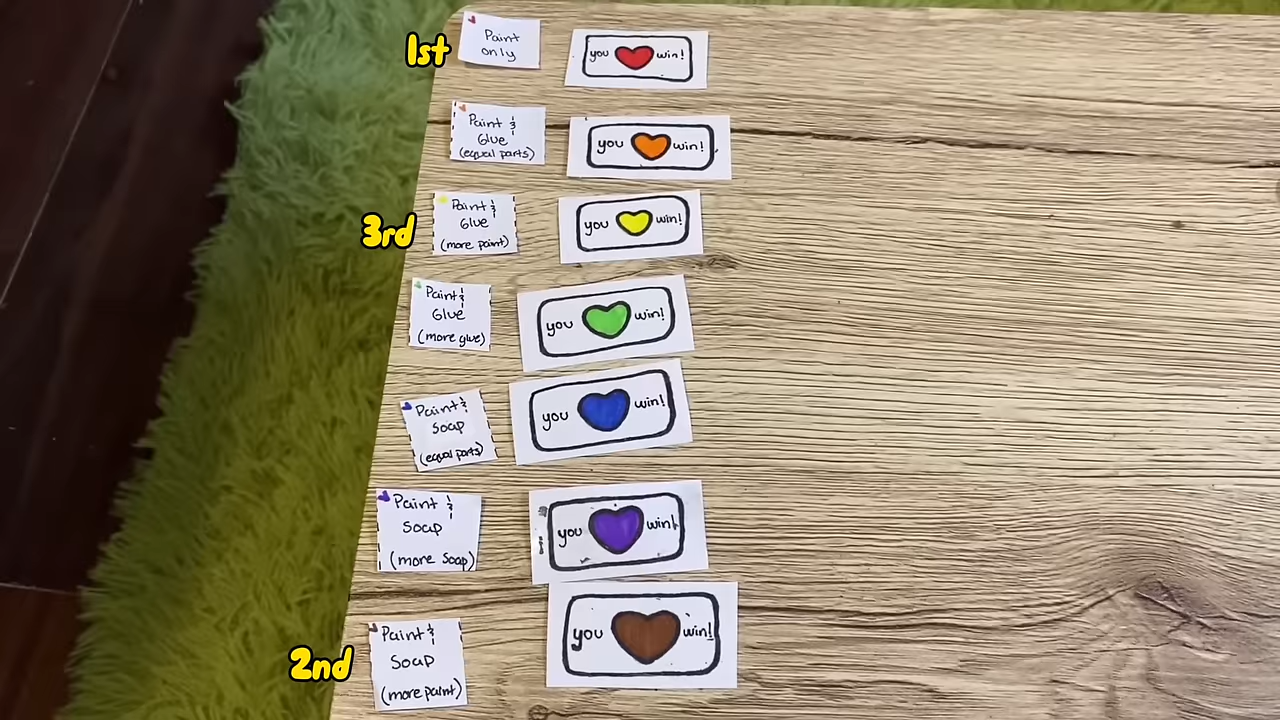 1st
Paint
only
you win!
Paint &
Glue
(equal parts)
you win!
3rd
Paint &
Glue
(more paint)
you win!
Paint &
Glue
(more glue)
you win!
Paint &
Soap
(equal parts)
you win!
Paint &
Soap
(more soap)
you win!
2nd
Paint &
Soap
(more paint)
you win!